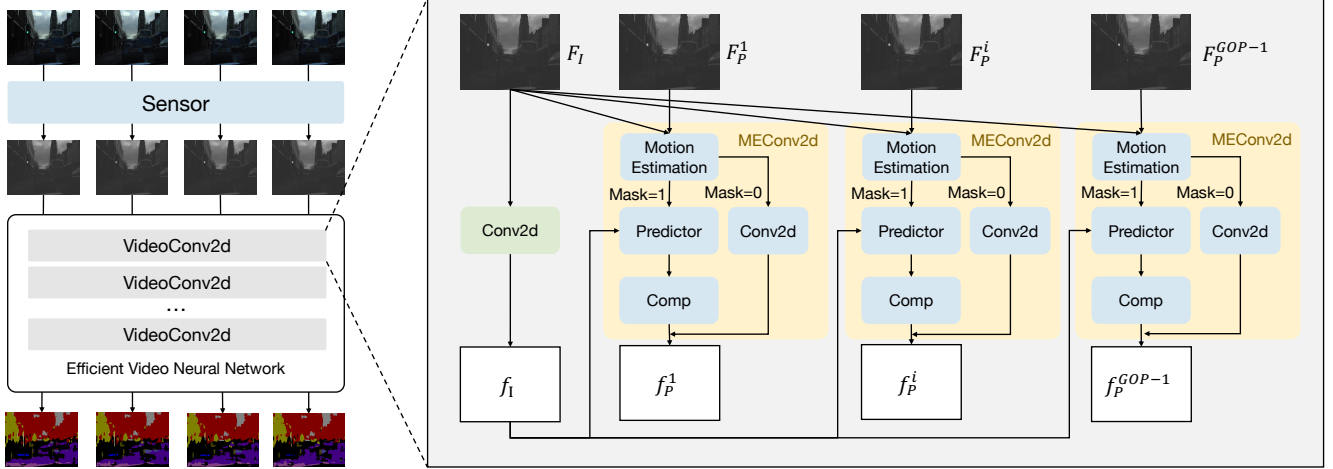 Sensor
VideoConv2d
VideoConv2d
...
VideoConv2d
Efficient Video Neural Network
F_I
F_P^1
F_P^i
F_P^{GOP-1}
MEConv2d
Motion
Estimation
Mask=1
Mask=0
Predictor
Conv2d
Comp
MEConv2d
Motion
Estimation
Mask=1
Mask=0
Predictor
Conv2d
Comp
MEConv2d
Motion
Estimation
Mask=1
Mask=0
Predictor
Conv2d
Comp
Conv2d
f_I
f_P^1
f_P^i
f_P^{GOP-1}